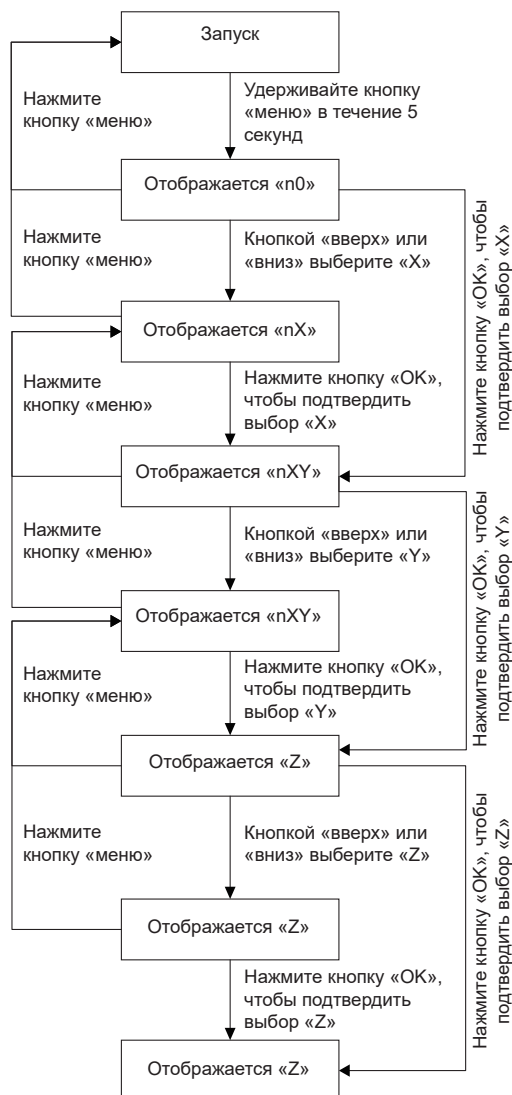 Запуск
Нажмите
кнопку «меню»
Удерживайте кнопку
«меню» в течение 5
секунд
Отображается «n0»
Нажмите
кнопку «меню»
Кнопкой «вверх» или
«вниз» выберите «X»
Нажмите кнопку «OK», чтобы
подтвердить выбор «X»
Отображается «nX»
Нажмите
кнопку «меню»
Нажмите кнопку «OK»,
чтобы подтвердить
выбор «X»
Отображается «nXY»
Нажмите
кнопку «меню»
Кнопкой «вверх» или
«вниз» выберите «Y»
Нажмите кнопку «OK», чтобы
подтвердить выбор «Y»
Отображается «nXY»
Нажмите
кнопку «меню»
Нажмите кнопку «OK»,
чтобы подтвердить
выбор «Y»
Отображается «Z»
Нажмите
кнопку «меню»
Кнопкой «вверх» или
«вниз» выберите «Z»
Нажмите кнопку «OK», чтобы
подтвердить выбор «Z»
Отображается «Z»
Нажмите кнопку «OK»,
чтобы подтвердить
выбор «Z»
Отображается «Z»